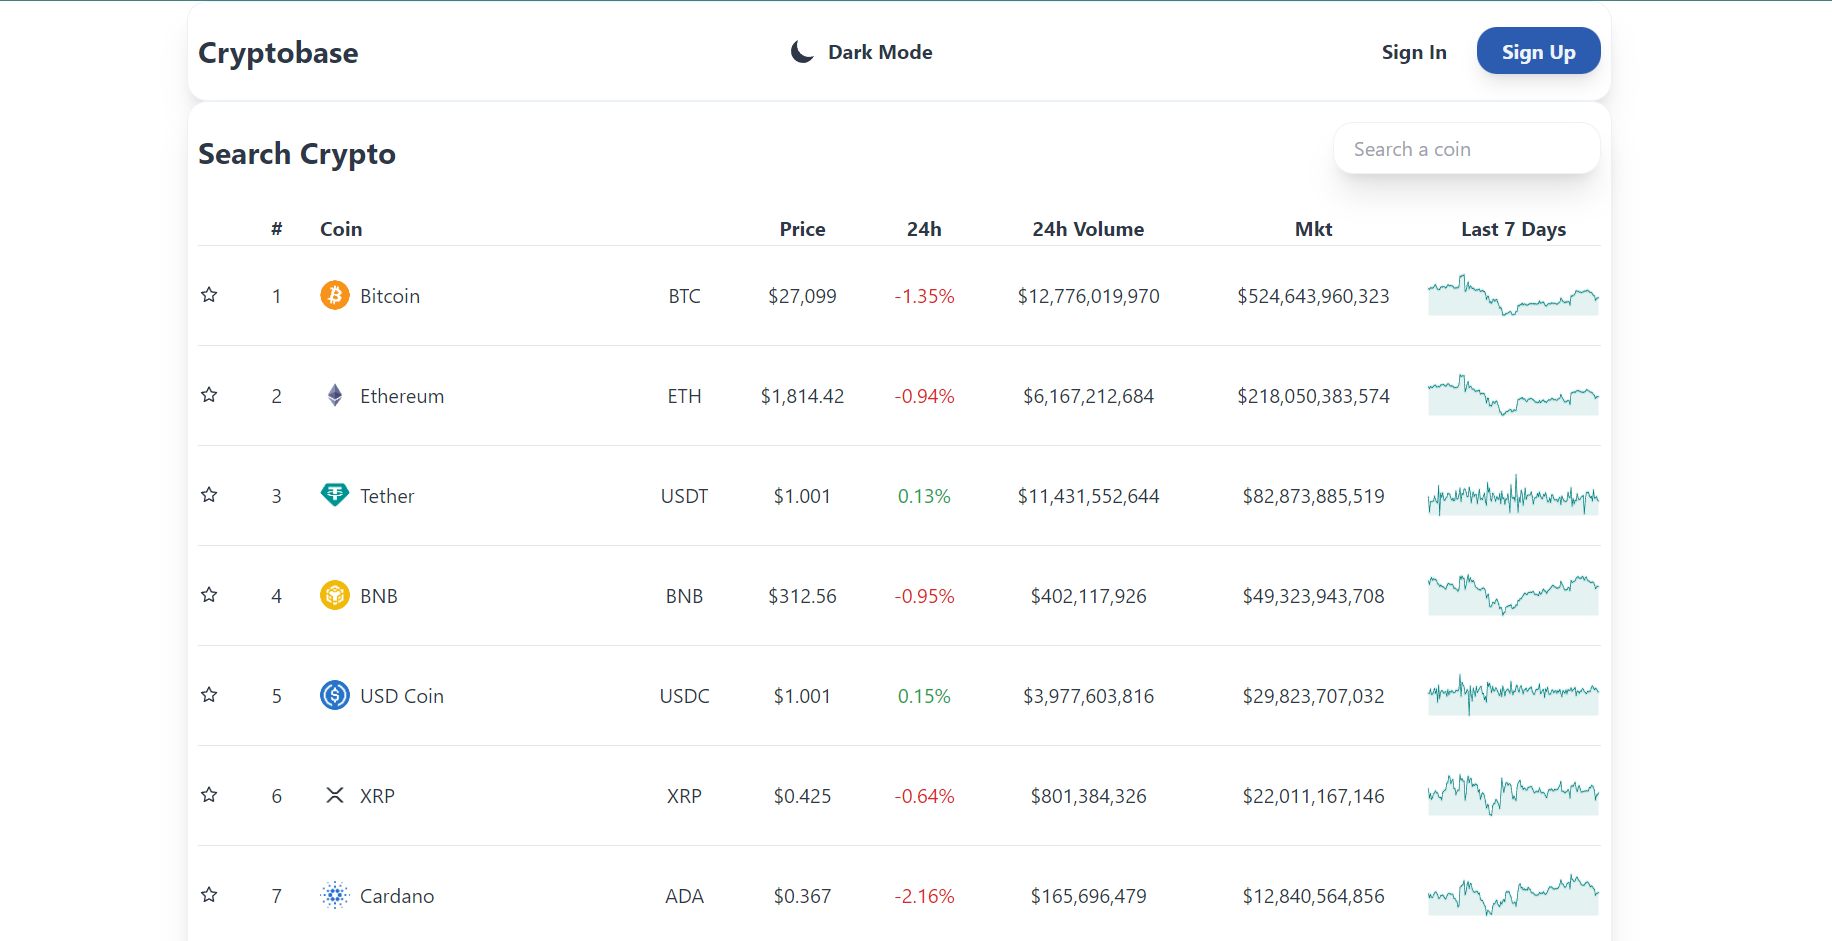 Cryptobase Dark Mode Sign In Sign Up
Search Crypto Search a coin
# Coin Price 24h 24h Volume Mkt Last 7 Days
1 Bitcoin BTC $27,099 -1.35% $12,776,019,970 $524,643,960,323
2 Ethereum ETH $1,814.42 -0.94% $6,167,212,684 $218,050,383,574
3 Tether USDT $1.001 0.13% $11,431,552,644 $82,873,885,519
4 BNB BNB $312.56 -0.95% $402,117,926 $49,323,943,708
5 USD Coin USDC $1.001 0.15% $3,977,603,816 $29,823,707,032
6 XRP XRP $0.425 -0.64% $801,384,326 $22,011,167,146
7 Cardano ADA $0.367 -2.16% $165,696,479 $12,840,564,856